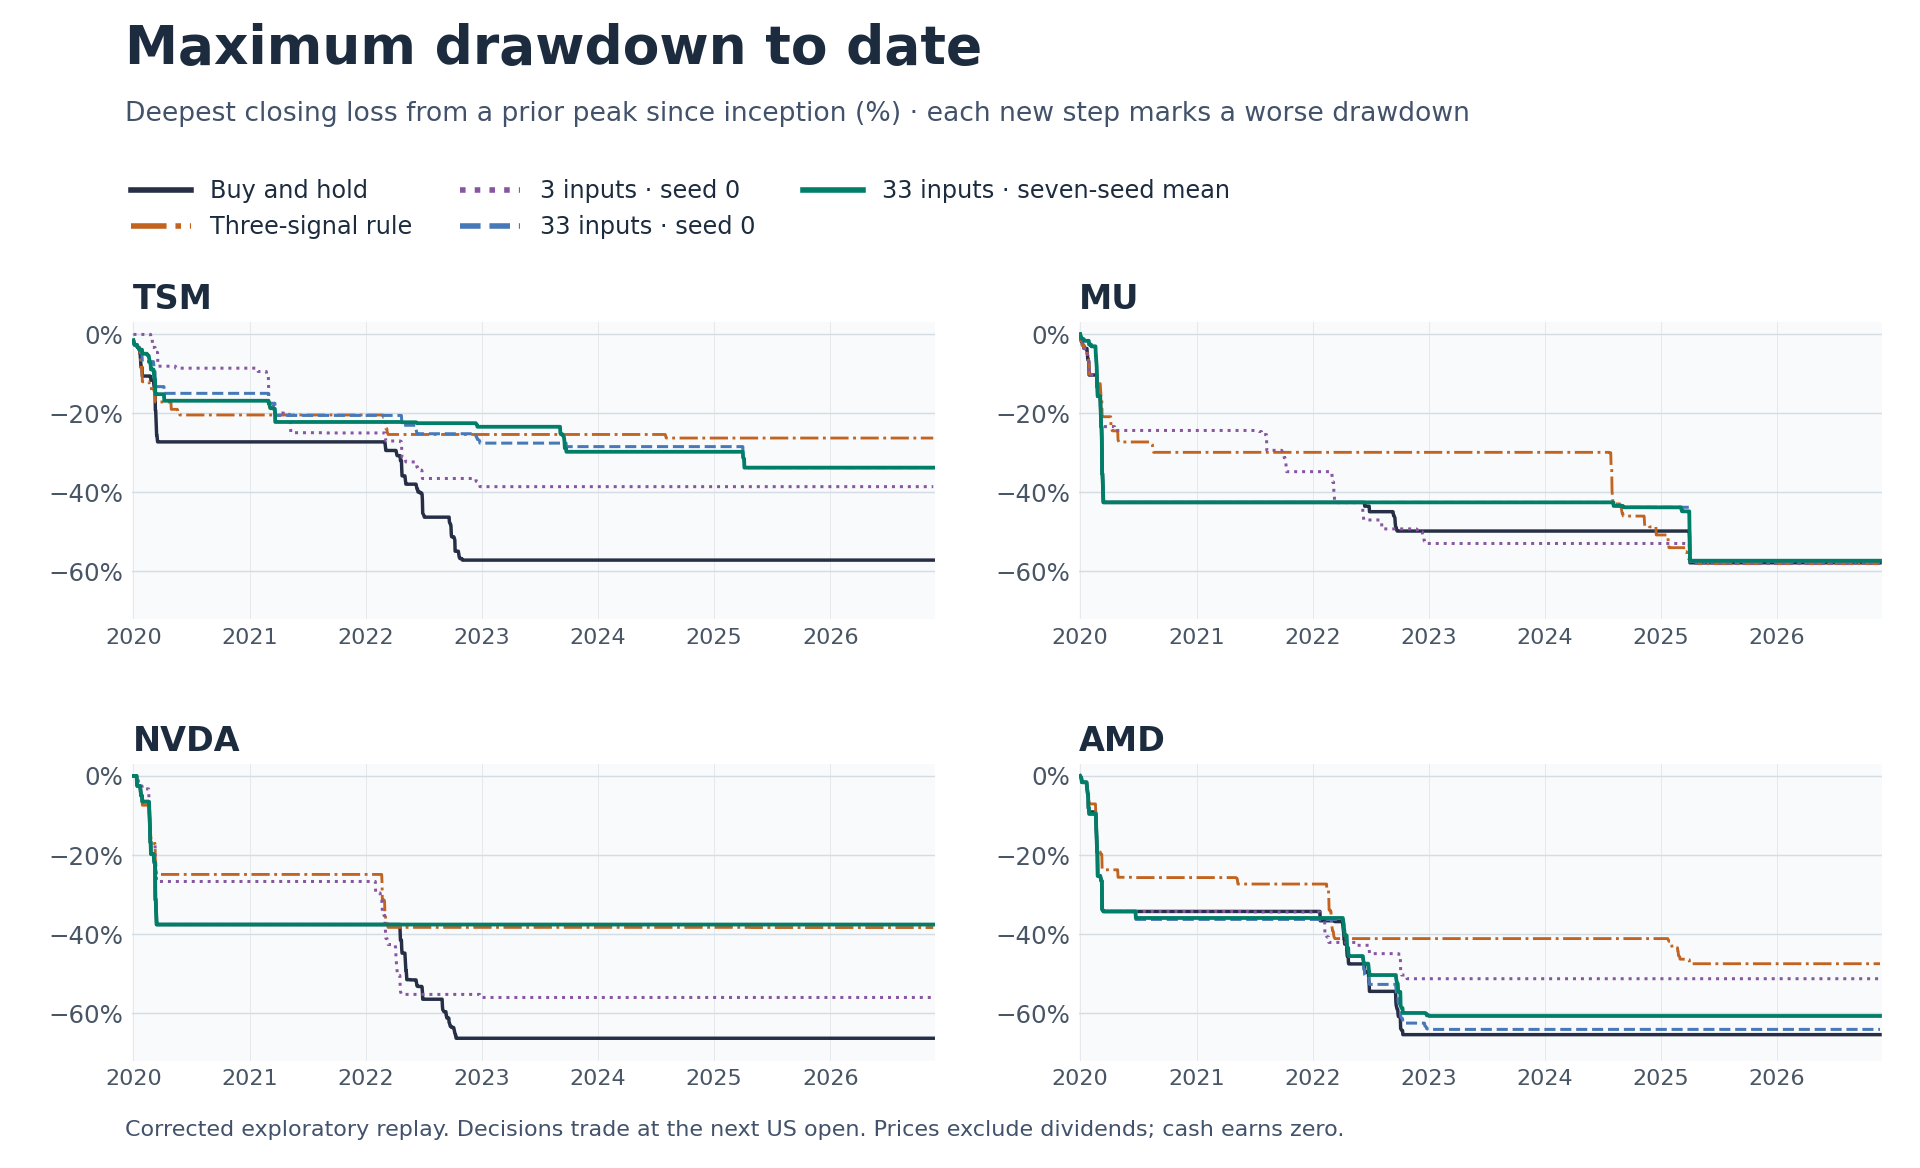 Maximum drawdown to date
Deepest closing loss from a prior peak since inception (%) · each new step marks a worse drawdown
Buy and hold
Three-signal rule
3 inputs · seed 0
33 inputs · seed 0
33 inputs · seven-seed mean
TSM
0%
−20%
−40%
−60%
2020 2021 2022 2023 2024 2025 2026
MU
0%
−20%
−40%
−60%
2020 2021 2022 2023 2024 2025 2026
NVDA
0%
−20%
−40%
−60%
2020 2021 2022 2023 2024 2025 2026
AMD
0%
−20%
−40%
−60%
2020 2021 2022 2023 2024 2025 2026
Corrected exploratory replay. Decisions trade at the next US open. Prices exclude dividends; cash earns zero.